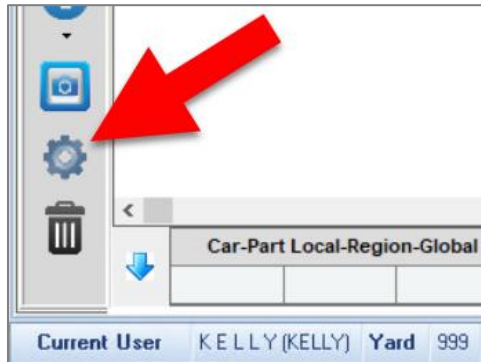 Car-Part Local-Region-Global
Current User K E L L Y (KELLY) Yard 999